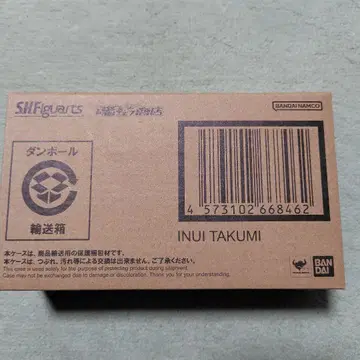 S.H.Figuarts 魂ウェブ商店
BANDAI NAMCO
ダンボール
輸送箱
4 573102 668462
INUI TAKUMI
本ケースは、商品輸送用の保護梱包材です。
本ケースは、つぶれ、汚れ等による交換は出来ません。ご了承ください。
This case is used solely for the purpose of protecting product during shipment.
Case may not be exchanged due to damage or discoloration. Thank you for your understanding.
BAN
DAI